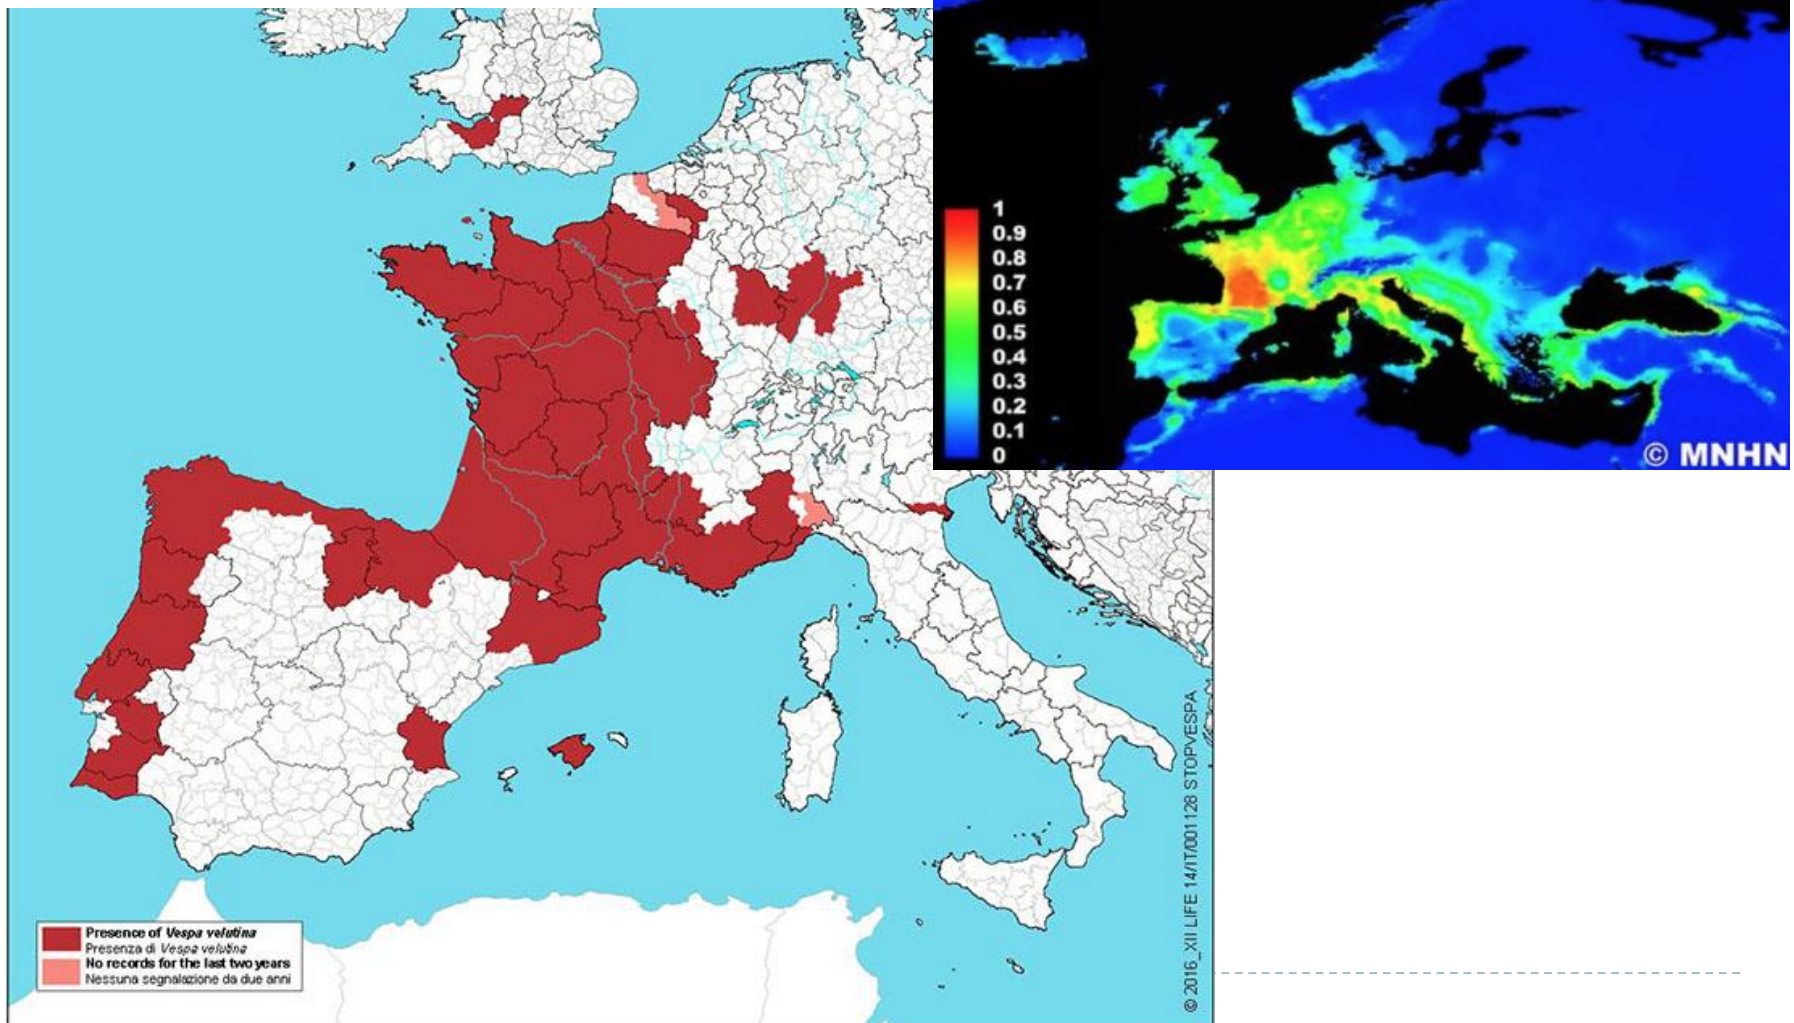 1
0.9
0.8
0.7
0.6
0.5
0.4
0.3
0.2
0.1
0
© MNHN
Presence of Vespa velutina
Presenza di Vespa velutina
No records for the last two years
Nessuna segnalazione da due anni
© 2016_XII LIFE 14/IT/001128 STOPVESPA